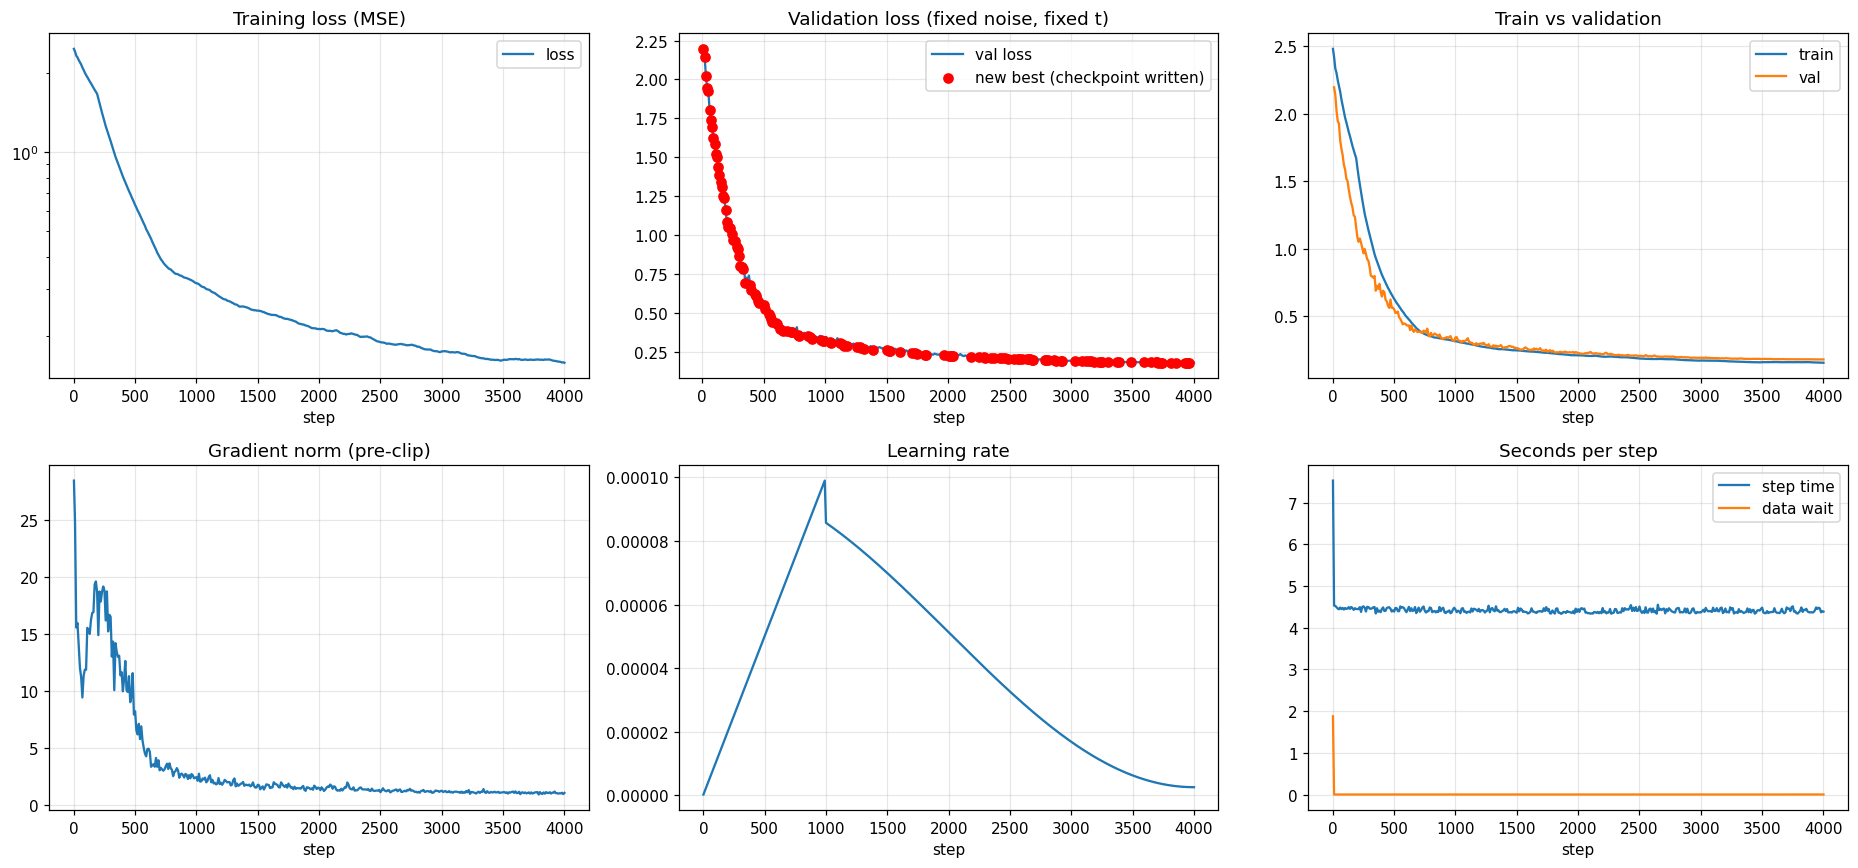 Training loss (MSE)
loss
10⁰
0 500 1000 1500 2000 2500 3000 3500 4000
step
Validation loss (fixed noise, fixed t)
val loss
new best (checkpoint written)
2.25
2.00
1.75
1.50
1.25
1.00
0.75
0.50
0.25
0 500 1000 1500 2000 2500 3000 3500 4000
step
Train vs validation
train
val
2.5
2.0
1.5
1.0
0.5
0 500 1000 1500 2000 2500 3000 3500 4000
step
Gradient norm (pre-clip)
25
20
15
10
5
0
0 500 1000 1500 2000 2500 3000 3500 4000
step
Learning rate
0.00010
0.00008
0.00006
0.00004
0.00002
0.00000
0 500 1000 1500 2000 2500 3000 3500 4000
step
Seconds per step
step time
data wait
7
6
5
4
3
2
1
0
0 500 1000 1500 2000 2500 3000 3500 4000
step